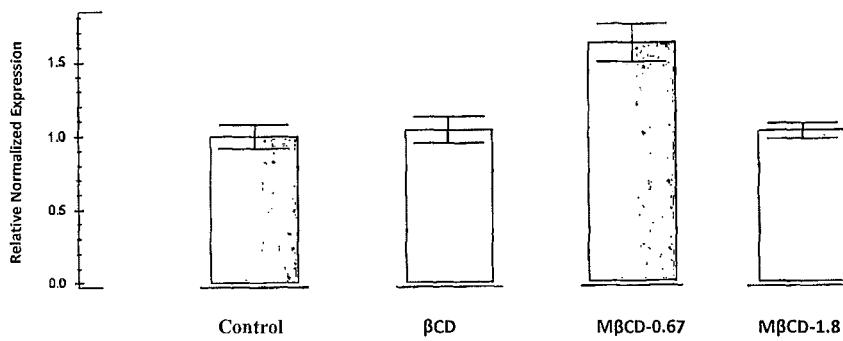 Relative Normalized Expression
1.5
1.0
0.5
0.0
Control βCD MβCD-0.67 MβCD-1.8